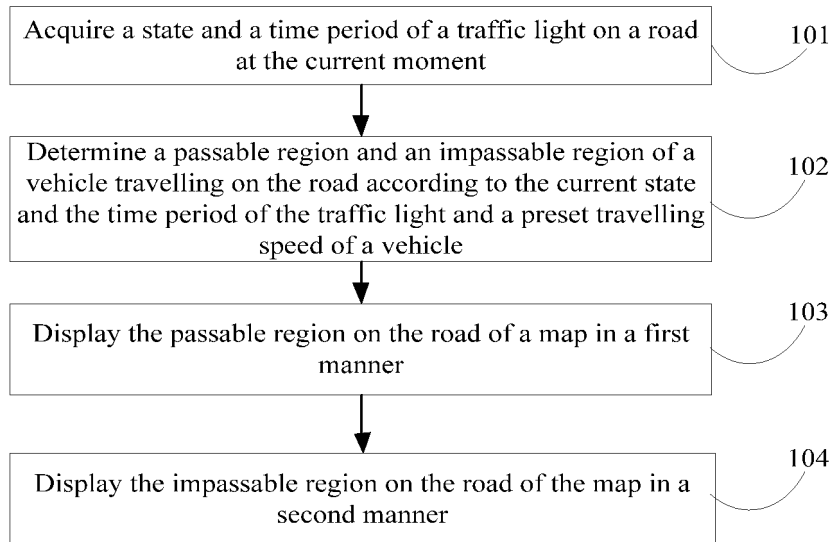 Acquire a state and a time period of a traffic light on a road
at the current moment
101
Determine a passable region and an impassable region of a
vehicle travelling on the road according to the current state
and the time period of the traffic light and a preset travelling
speed of a vehicle
102
Display the passable region on the road of a map in a first
manner
103
Display the impassable region on the road of the map in a
second manner
104